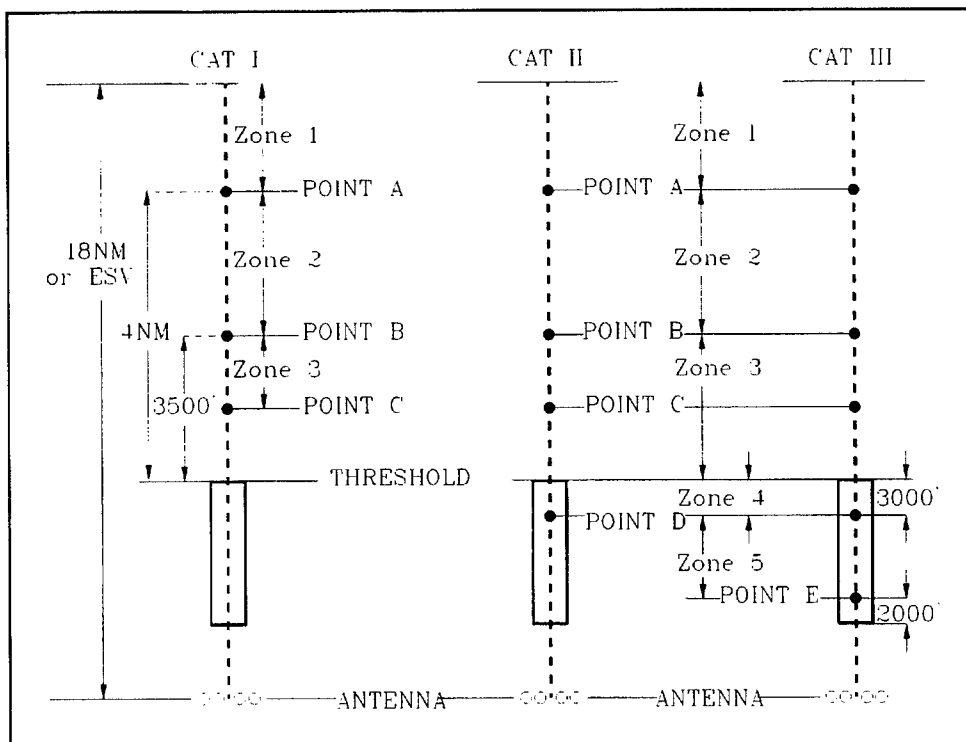 CAT I CAT II CAT III
Zone 1 Zone 1
POINT A POINT A
18NM
or ESV
Zone 2 Zone 2
4NM
POINT B POINT B
Zone 3 Zone 3
3500'
POINT C POINT C
THRESHOLD
Zone 4 3000'
POINT D
Zone 5
POINT E 2000'
ANTENNA ANTENNA